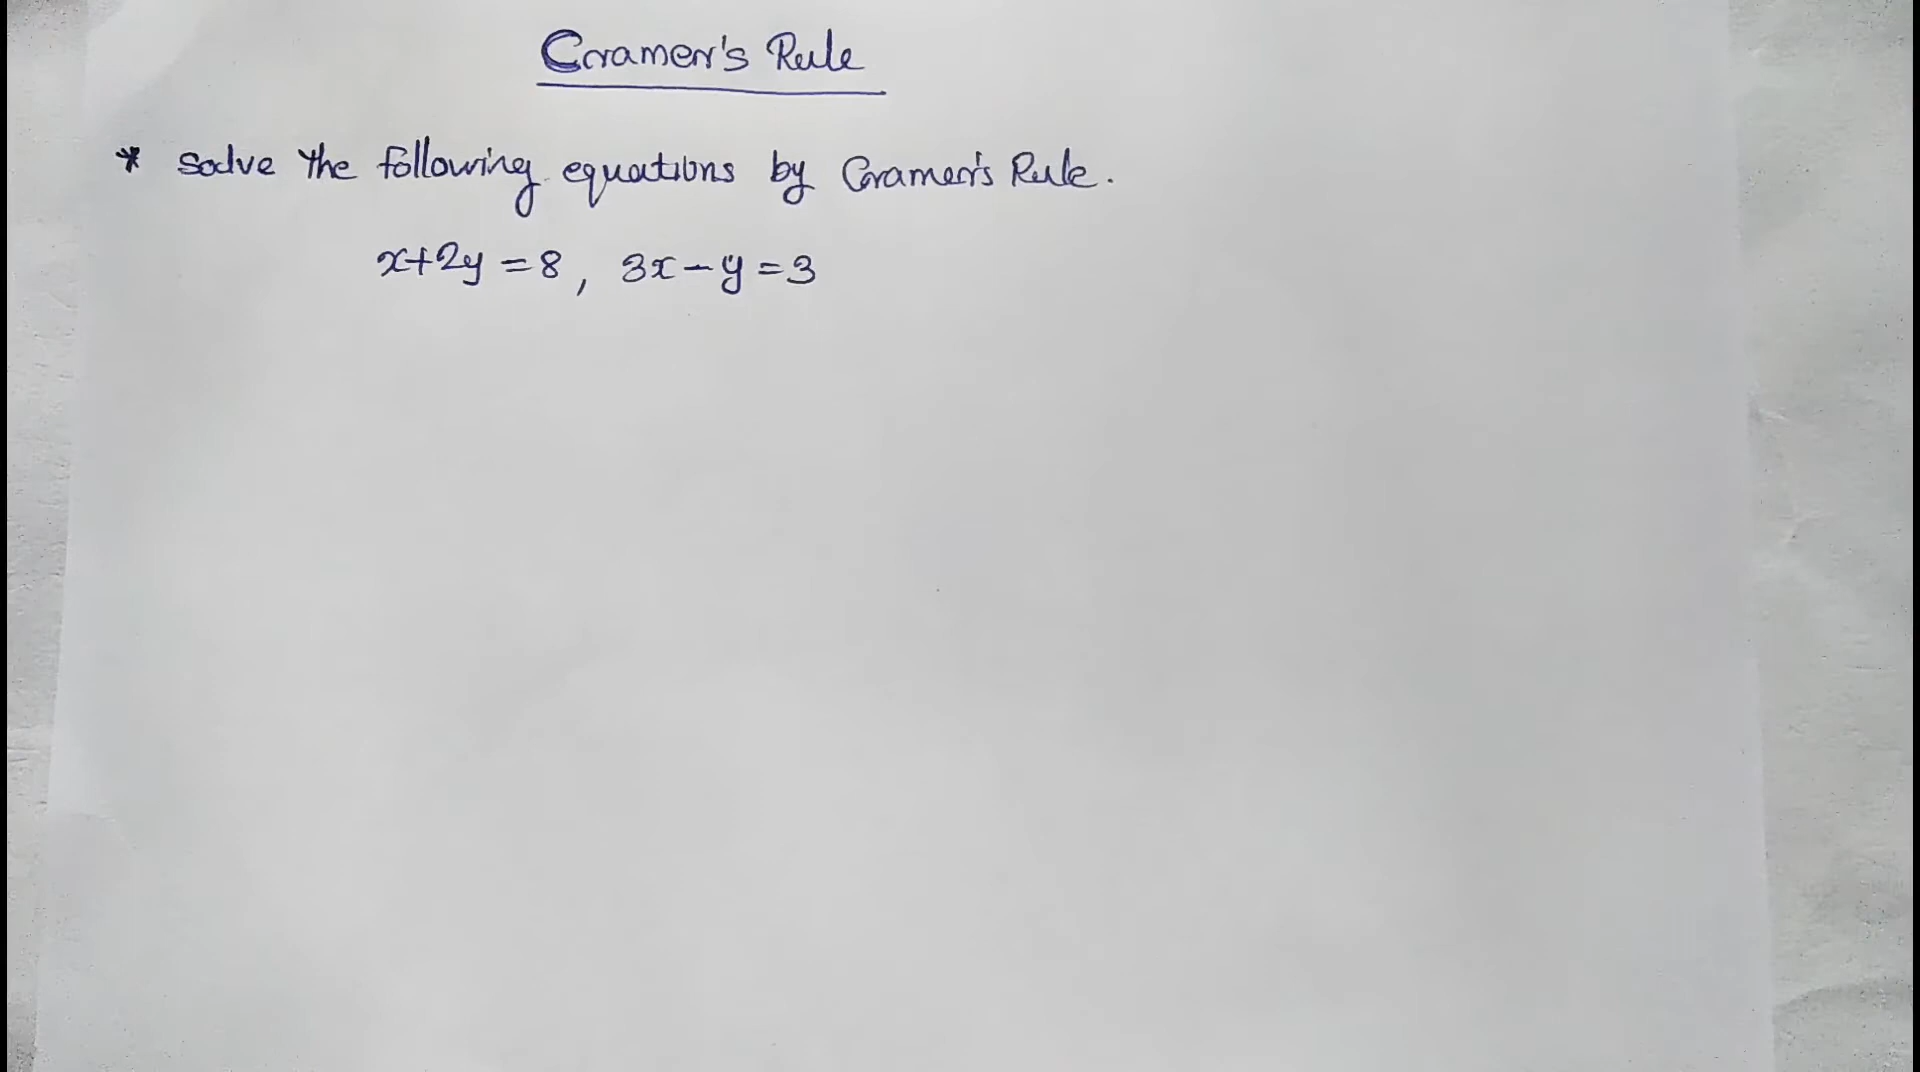 Cramer's Rule
* Solve the following equations by Cramer's Rule.
x+2y=8, 3x-y=3